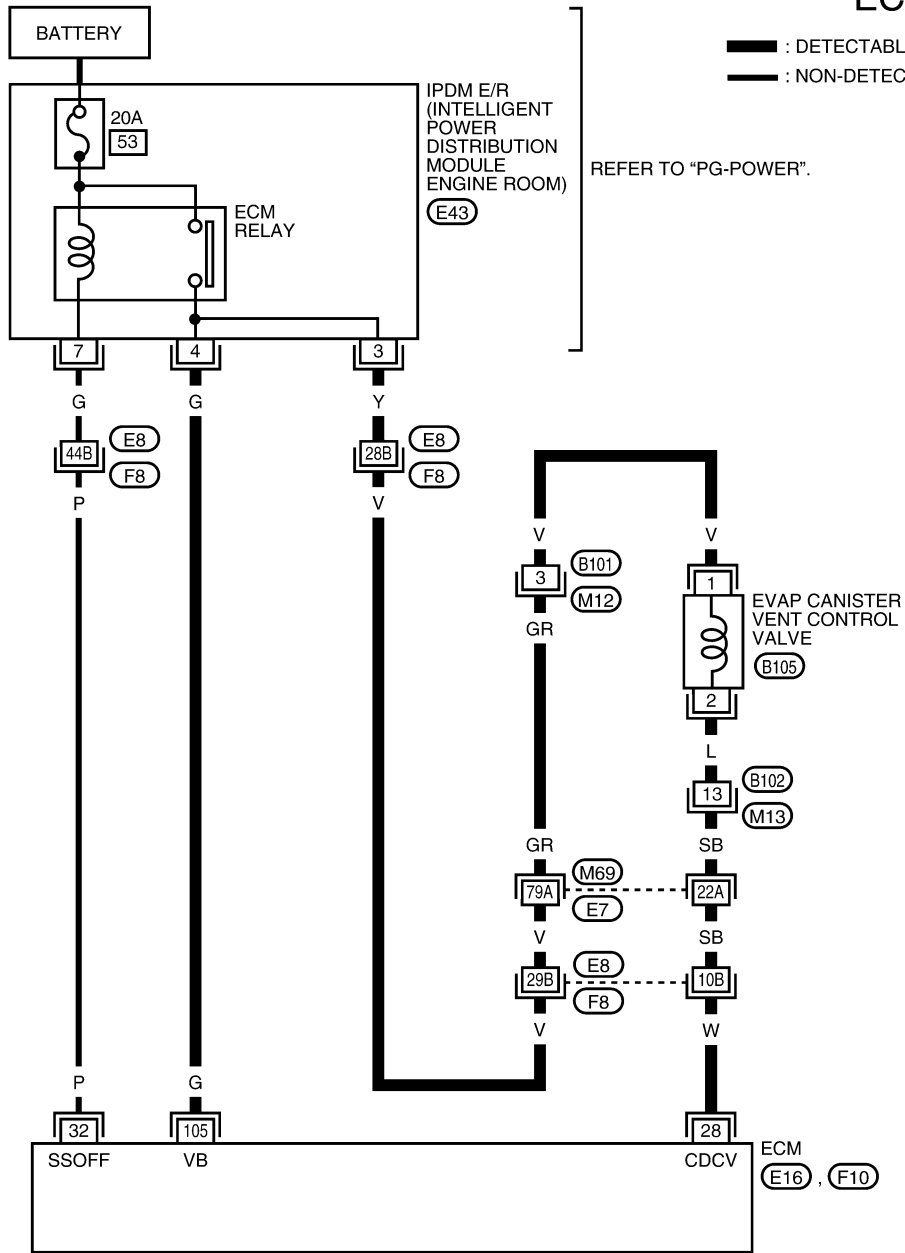 EC
BATTERY
: DETECTABL
: NON-DETEC
IPDM E/R
(INTELLIGENT
POWER
DISTRIBUTION
MODULE
ENGINE ROOM)
E43
20A
53
REFER TO “PG-POWER”.
ECM
RELAY
7
4
3
G
G
Y
44B
E8
F8
28B
E8
F8
P
V
V
V
3
B101
M12
1
EVAP CANISTER
VENT CONTROL
VALVE
B105
GR
2
L
13
B102
M13
GR
SB
79A
M69
E7
22A
V
SB
29B
E8
F8
10B
V
W
P
G
32
105
28
SSOFF
VB
CDCV
ECM
E16 , F10